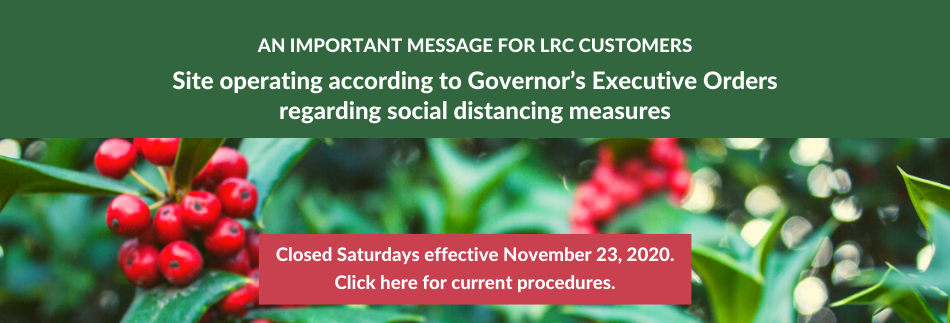 AN IMPORTANT MESSAGE FOR LRC CUSTOMERS
Site operating according to Governor’s Executive Orders
regarding social distancing measures
Closed Saturdays effective November 23, 2020.
Click here for current procedures.